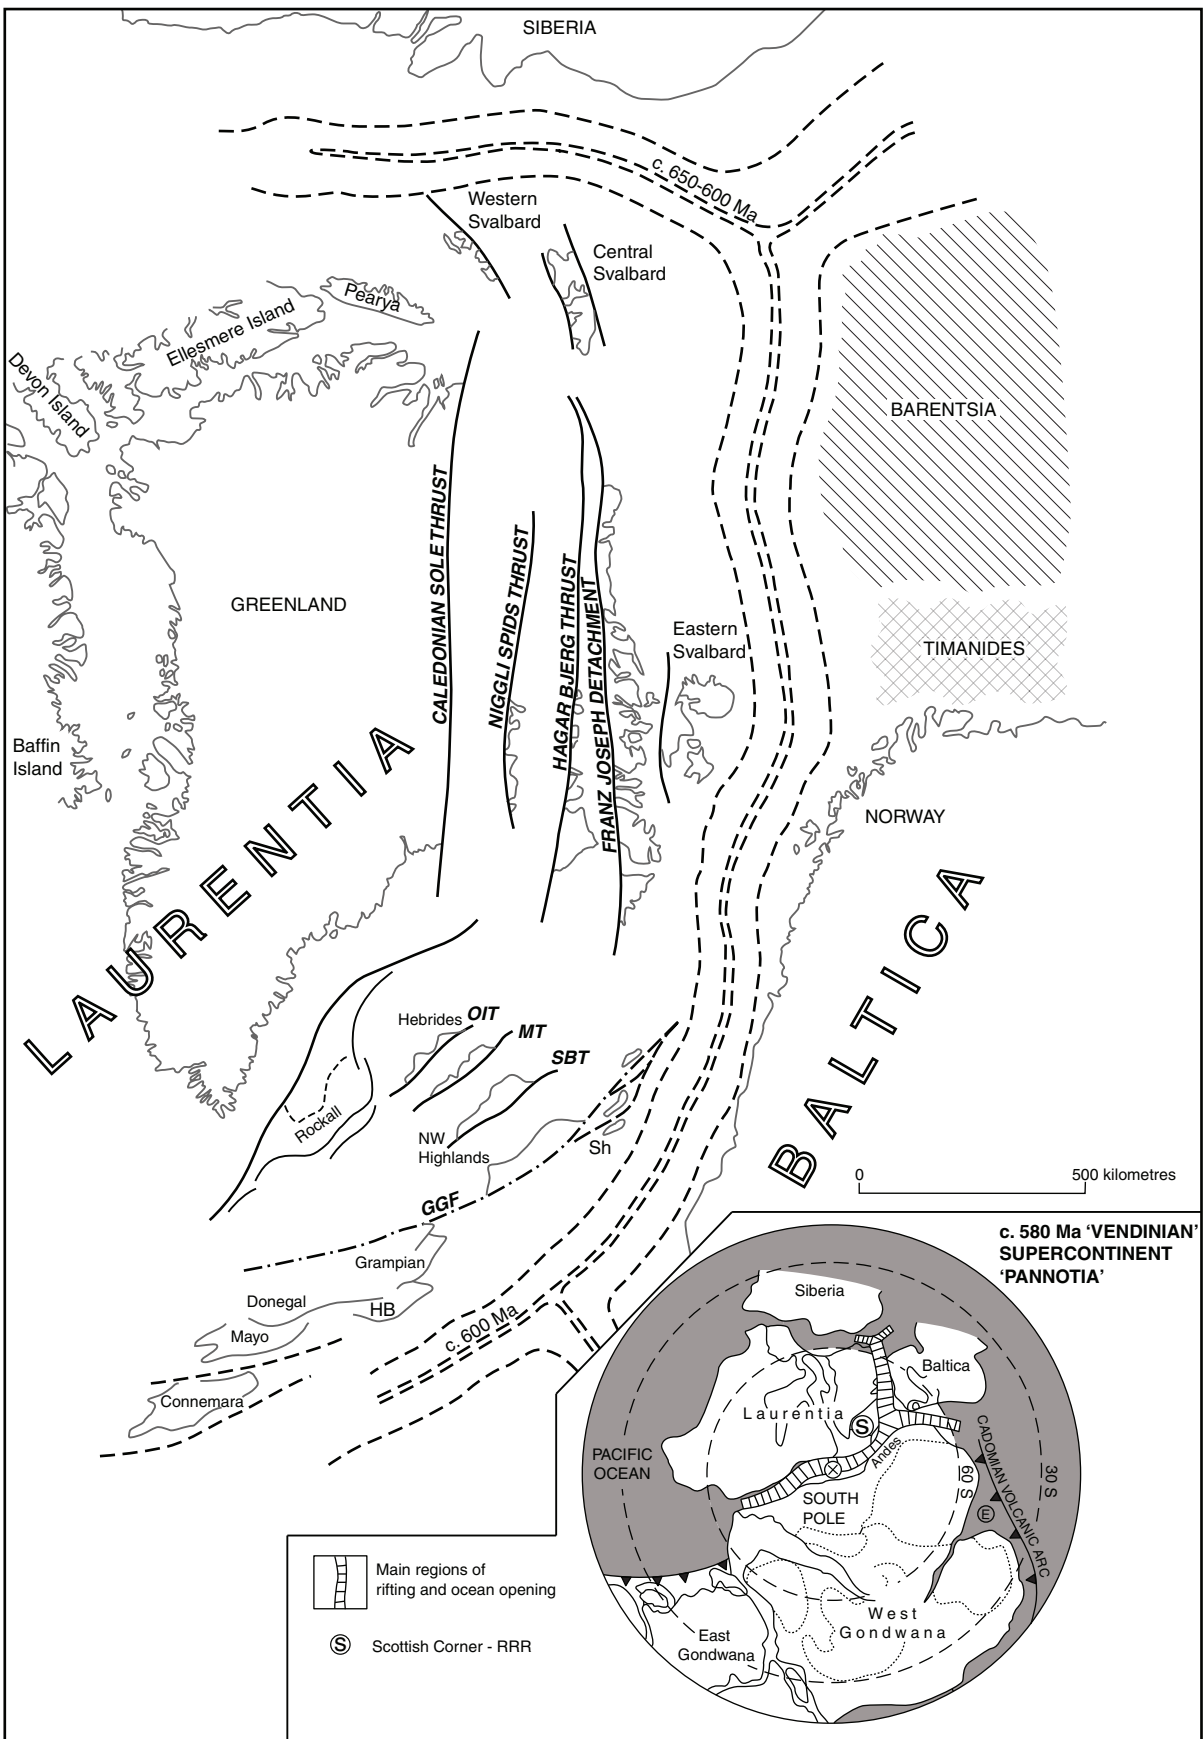 SIBERIA
c. 650-600 Ma
Western
Svalbard
Central
Svalbard
Pearya
Ellesmere Island
Devon Island
BARENTSIA
CALEDONIAN SOLE THRUST
NIGGLI SPIDS THRUST
HAGAR BJERG THRUST
FRANZ JOSEPH DETACHMENT
GREENLAND
Eastern
Svalbard
TIMANIDES
Baffin
Island
LAURENTIA
NORWAY
BALTICA
Hebrides
OIT
MT
SBT
Rockall
NW
Highlands
Sh
GGF
0
500 kilometres
Grampian
Donegal
HB
Mayo
c. 600 Ma
Connemara
c. 580 Ma ‘VENDINIAN’
SUPERCONTINENT
‘PANNOTIA’
Siberia
Baltica
Laurentia
S
Andes
PACIFIC
OCEAN
SOUTH
POLE
60 S
30 S
CADOMIAN VOLCANIC ARC
E
West
Gondwana
East
Gondwana
Main regions of
rifting and ocean opening
S Scottish Corner - RRR